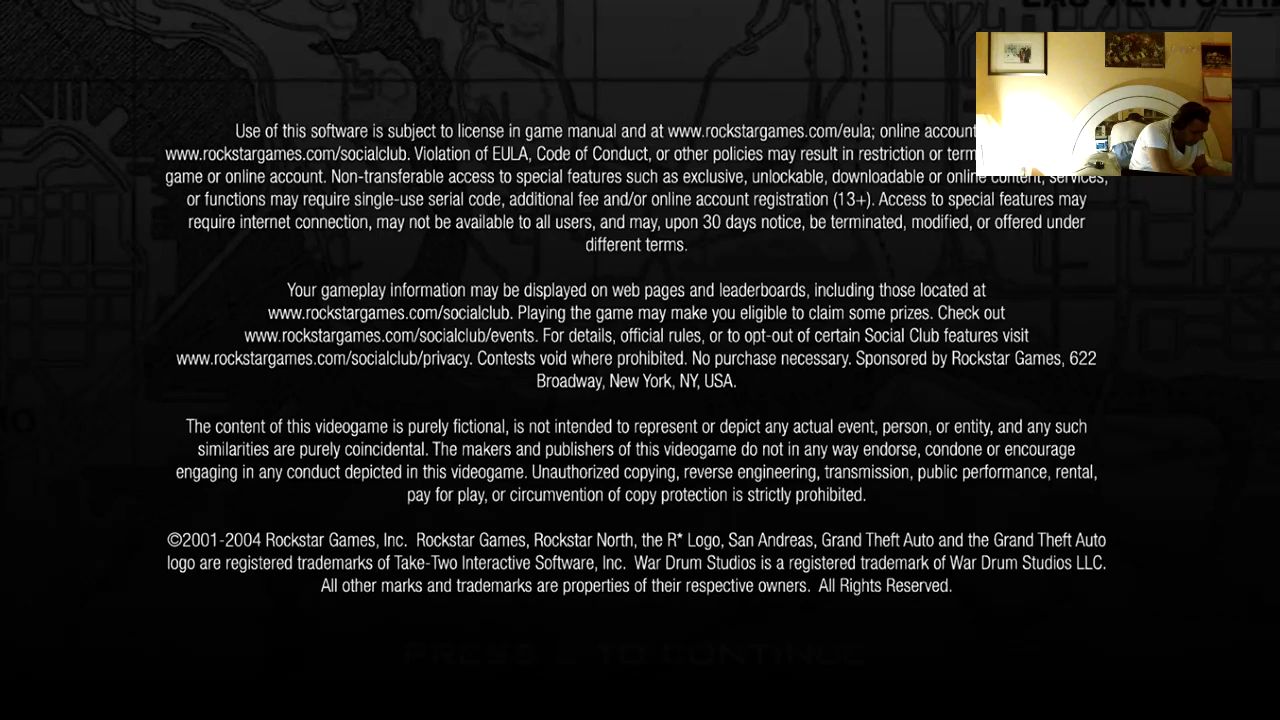 LAS VENTURA
Use of this software is subject to license in game manual and at www.rockstargames.com/eula; online account
www.rockstargames.com/socialclub. Violation of EULA, Code of Conduct, or other policies may result in restriction or
game or online account. Non-transferable access to special features such as exclusive, unlockable, downloadable or online content, services,
or functions may require single-use serial code, additional fee and/or online account registration (13+). Access to special features may
require internet connection, may not be available to all users, and may, upon 30 days notice, be terminated, modified, or offered under
different terms.
Your gameplay information may be displayed on web pages and leaderboards, including those located at
www.rockstargames.com/socialclub. Playing the game may make you eligible to claim some prizes. Check out
www.rockstargames.com/socialclub/events. For details, official rules, or to opt-out of certain Social Club features visit
www.rockstargames.com/socialclub/privacy. Contests void where prohibited. No purchase necessary. Sponsored by Rockstar Games, 622
Broadway, New York, NY, USA.
The content of this videogame is purely fictional, is not intended to represent or depict any actual event, person, or entity, and any such
similarities are purely coincidental. The makers and publishers of this videogame do not in any way endorse, condone or encourage
engaging in any conduct depicted in this videogame. Unauthorized copying, reverse engineering, transmission, public performance, rental,
pay for play, or circumvention of copy protection is strictly prohibited.
©2001-2004 Rockstar Games, Inc. Rockstar Games, Rockstar North, the R* Logo, San Andreas, Grand Theft Auto and the Grand Theft Auto
logo are registered trademarks of Take-Two Interactive Software, Inc. War Drum Studios is a registered trademark of War Drum Studios LLC.
All other marks and trademarks are properties of their respective owners. All Rights Reserved.
PRESS TO CONTINUE